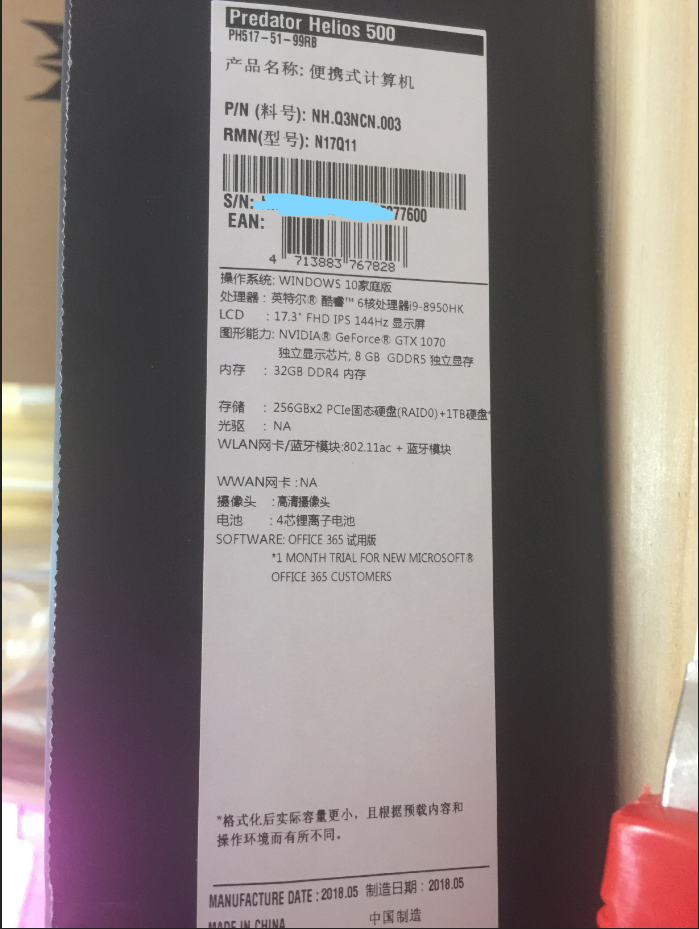 Predator Helios 500
PH517-51-99RB
产品名称: 便携式计算机
P/N (料号): NH.Q3NCN.003
RMN(型号): N17Q11
S/N: 77600
EAN:
4 713883 767828
操作系统: WINDOWS 10家庭版
处理器 : 英特尔® 酷睿™ 6核处理器i9-8950HK
LCD : 17.3" FHD IPS 144Hz 显示屏
图形能力: NVIDIA® GeForce® GTX 1070
独立显示芯片, 8 GB GDDR5 独立显存
内存 : 32GB DDR4 内存
存储 : 256GBx2 PCIe固态硬盘(RAID0)+1TB硬盘*
光驱 : NA
WLAN网卡/蓝牙模块:802.11ac + 蓝牙模块
WWAN网卡 : NA
摄像头 : 高清摄像头
电池 : 4芯锂离子电池
SOFTWARE: OFFICE 365 试用版
*1 MONTH TRIAL FOR NEW MICROSOFT®
OFFICE 365 CUSTOMERS
*格式化后实际容量更小，且根据预载内容和
操作环境而有所不同。
MANUFACTURE DATE : 2018.05 制造日期 : 2018.05
MADE IN CHINA 中国制造